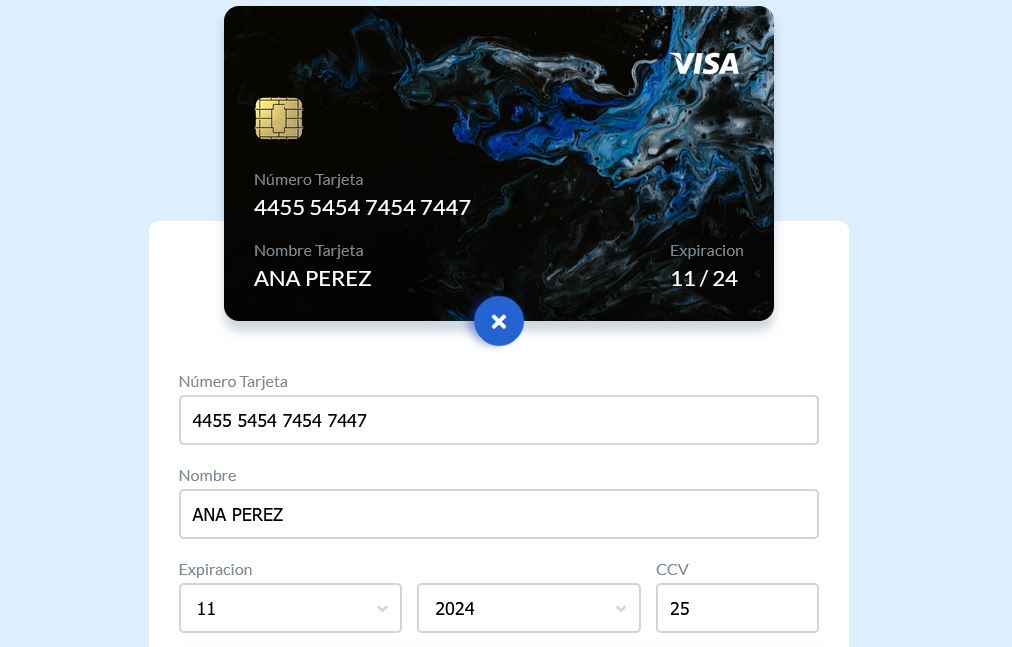 VISA
Número Tarjeta
4455 5454 7454 7447
Nombre Tarjeta
Expiracion
ANA PEREZ
11 / 24
Número Tarjeta
4455 5454 7454 7447
Nombre
ANA PEREZ
Expiracion
CCV
11
2024
25